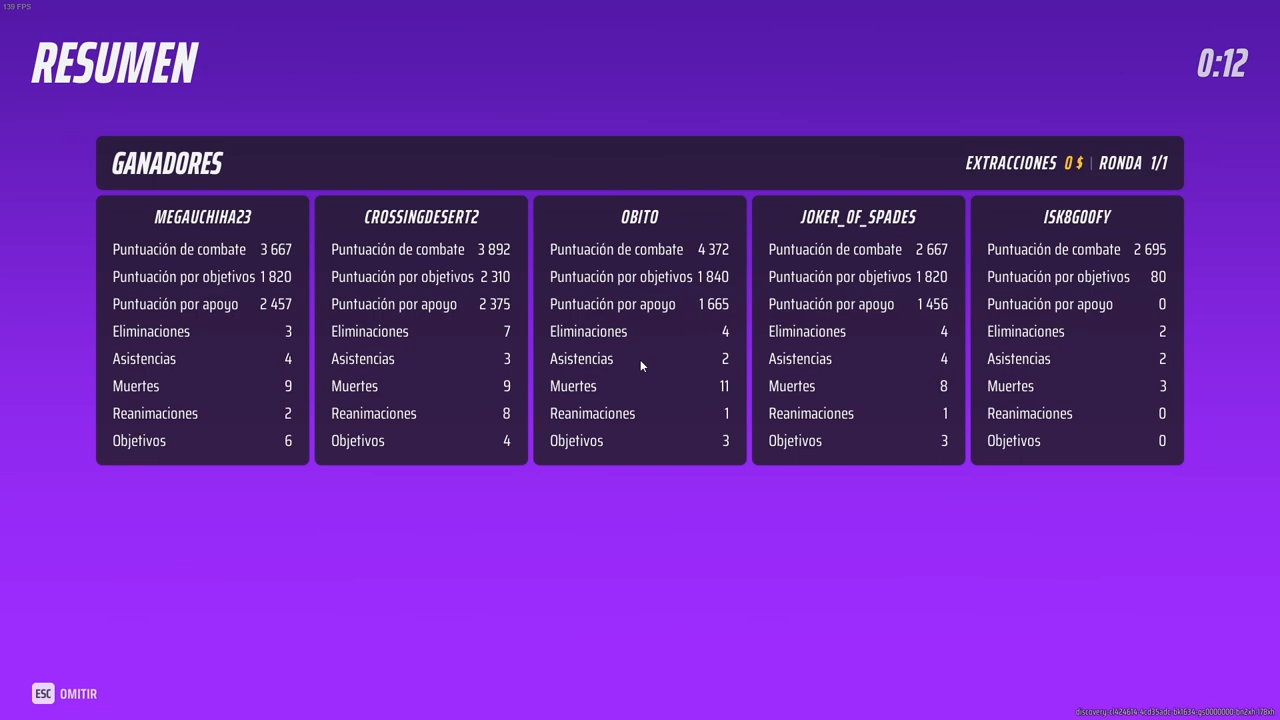 139 FPS
RESUMEN
0:12
GANADORES
EXTRACCIONES 0 $ | RONDA 1/1
MEGAUCHIHA23
Puntuación de combate 3 667
Puntuación por objetivos 1 820
Puntuación por apoyo 2 457
Eliminaciones 3
Asistencias 4
Muertes 9
Reanimaciones 2
Objetivos 6
CROSSINGDESERT2
Puntuación de combate 3 892
Puntuación por objetivos 2 310
Puntuación por apoyo 2 375
Eliminaciones 7
Asistencias 3
Muertes 9
Reanimaciones 8
Objetivos 4
OBITO
Puntuación de combate 4 372
Puntuación por objetivos 1 840
Puntuación por apoyo 1 665
Eliminaciones 4
Asistencias 2
Muertes 11
Reanimaciones 1
Objetivos 3
JOKER_OF_SPADES
Puntuación de combate 2 667
Puntuación por objetivos 1 820
Puntuación por apoyo 1 456
Eliminaciones 4
Asistencias 4
Muertes 8
Reanimaciones 1
Objetivos 3
ISK8GOOFY
Puntuación de combate 2 695
Puntuación por objetivos 80
Puntuación por apoyo 0
Eliminaciones 2
Asistencias 2
Muertes 3
Reanimaciones 0
Objetivos 0
ESC OMITIR